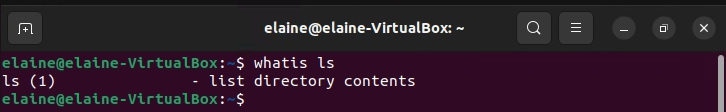 elaine@elaine-VirtualBox: ~
elaine@elaine-VirtualBox:~$ whatis ls
ls (1)               - list directory contents
elaine@elaine-VirtualBox:~$